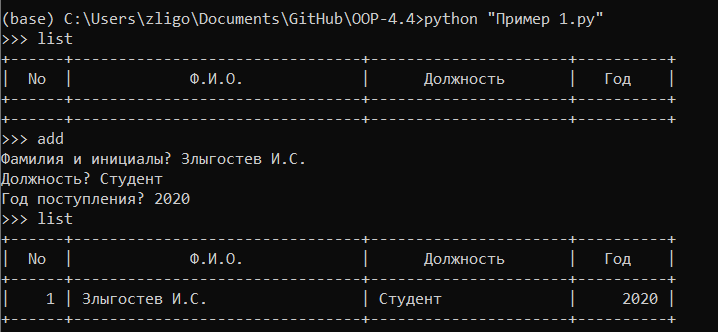 (base) C:\Users\zligo\Documents\GitHub\OOP-4.4>python "Пример 1.py"
>>> list
+------+--------------------------------+----------------------+----------+
|  No  |             Ф.И.О.             |      Должность       |   Год    |
+------+--------------------------------+----------------------+----------+
+------+--------------------------------+----------------------+----------+
>>> add
Фамилия и инициалы? Злыгостев И.С.
Должность? Студент
Год поступления? 2020
>>> list
+------+--------------------------------+----------------------+----------+
|  No  |             Ф.И.О.             |      Должность       |   Год    |
+------+--------------------------------+----------------------+----------+
|    1 | Злыгостев И.С.                 | Студент              |     2020 |
+------+--------------------------------+----------------------+----------+